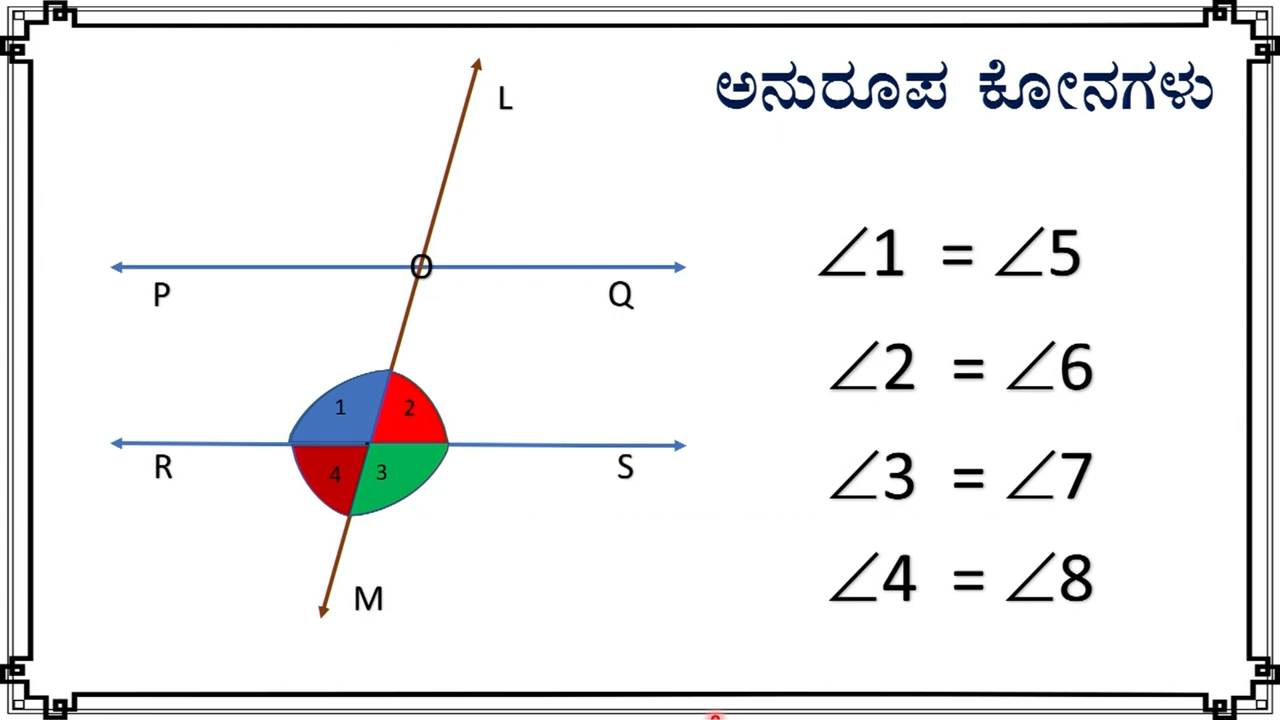 ಅನುರೂಪ ಕೋನಗಳು
L
O
P
Q
1
2
R
4
3
S
M
∠1 = ∠5
∠2 = ∠6
∠3 = ∠7
∠4 = ∠8